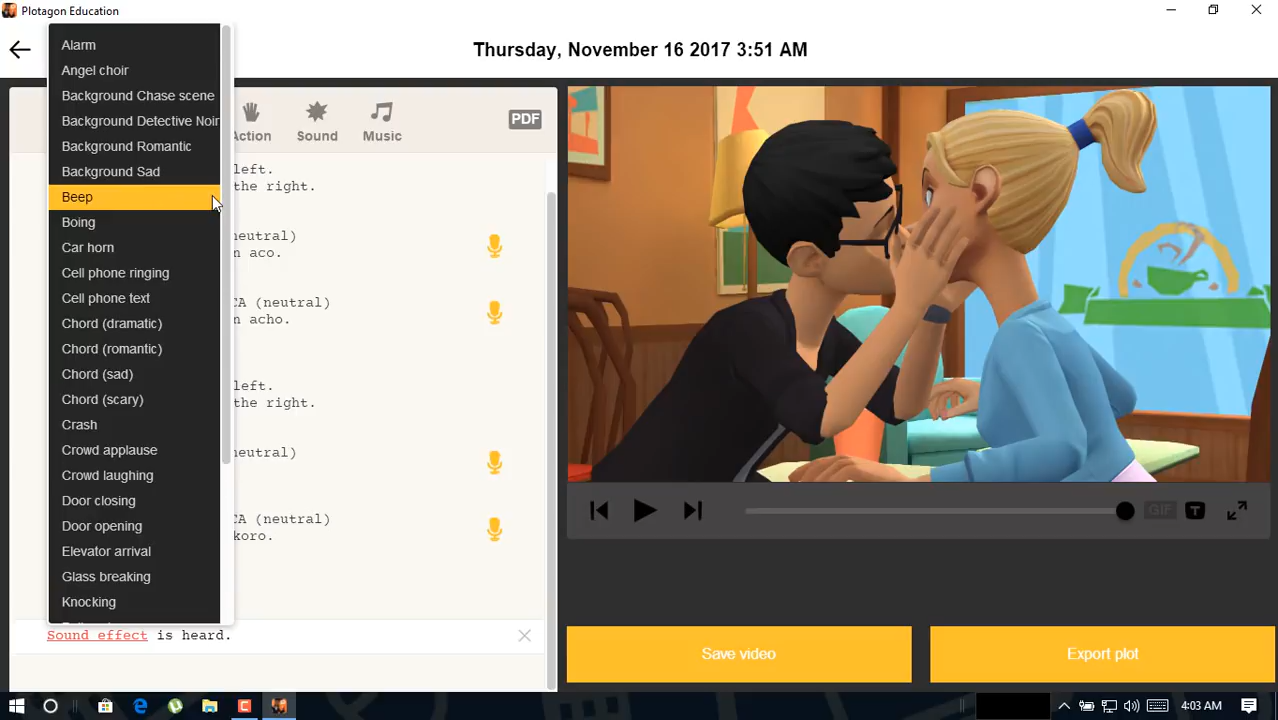 Plotagon Education
Thursday, November 16 2017 3:51 AM
Alarm
Angel choir
Background Chase scene
Background Detective Noir
Background Romantic
Background Sad
Beep
Boing
Car horn
Cell phone ringing
Cell phone text
Chord (dramatic)
Chord (romantic)
Chord (sad)
Chord (scary)
Crash
Crowd applause
Crowd laughing
Door closing
Door opening
Elevator arrival
Glass breaking
Knocking
ction
Sound
Music
PDF
left.
the right.
eutral)
n aco.
CA (neutral)
n acho.
left.
the right.
eutral)
CA (neutral)
koro.
Sound effect is heard.
GIF
T
Save video
Export plot
4:03 AM